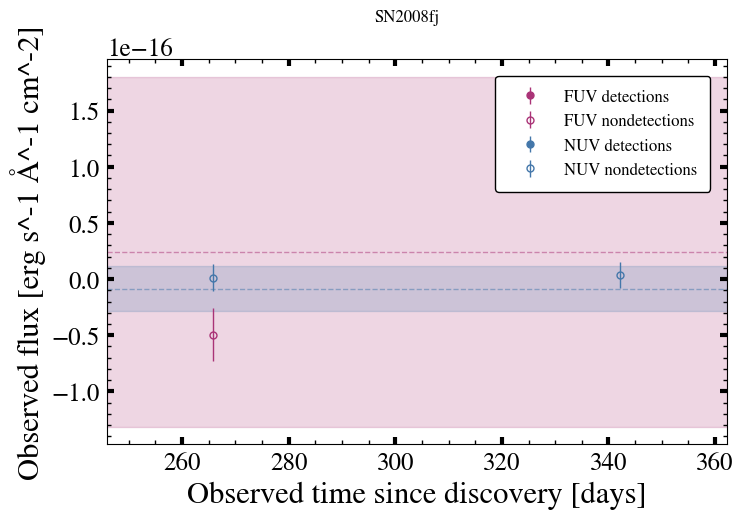 SN2008fj
1e−16
Observed flux [erg s^-1 Å^-1 cm^-2]
1.5
1.0
0.5
0.0
−0.5
−1.0
FUV detections
FUV nondetections
NUV detections
NUV nondetections
260 280 300 320 340 360
Observed time since discovery [days]